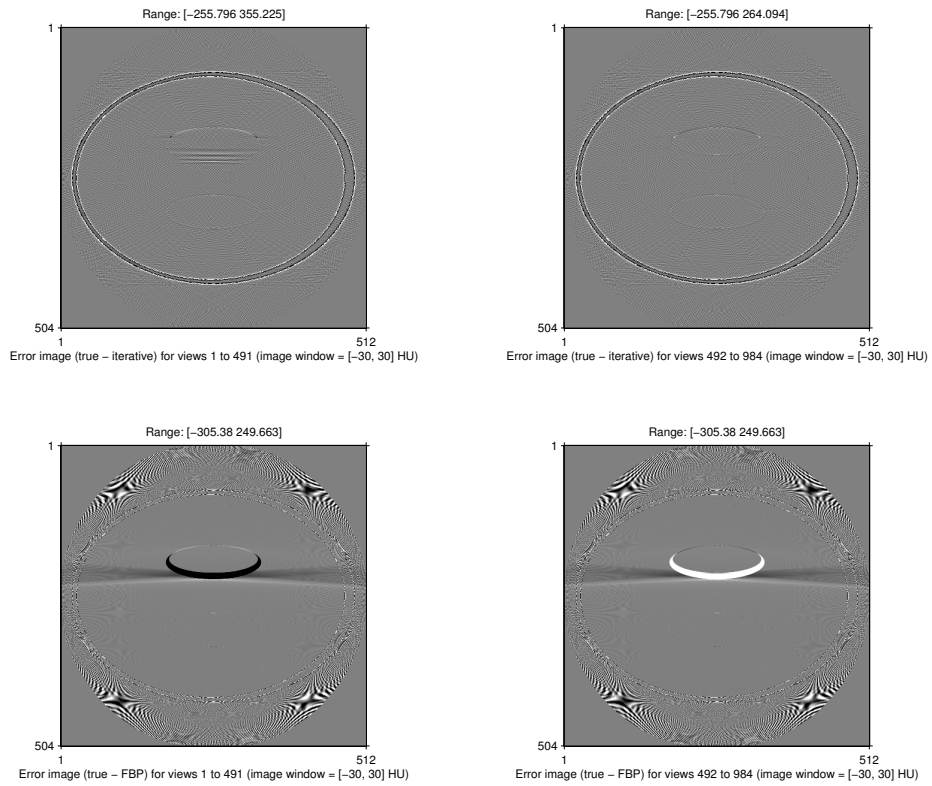 Range: [−255.796 355.225]
1
504
1
512
Error image (true − iterative) for views 1 to 491 (image window = [−30, 30] HU)
Range: [−255.796 264.094]
1
504
1
512
Error image (true − iterative) for views 492 to 984 (image window = [−30, 30] HU)
Range: [−305.38 249.663]
1
504
1
512
Error image (true − FBP) for views 1 to 491 (image window = [−30, 30] HU)
Range: [−305.38 249.663]
1
504
1
512
Error image (true − FBP) for views 492 to 984 (image window = [−30, 30] HU)